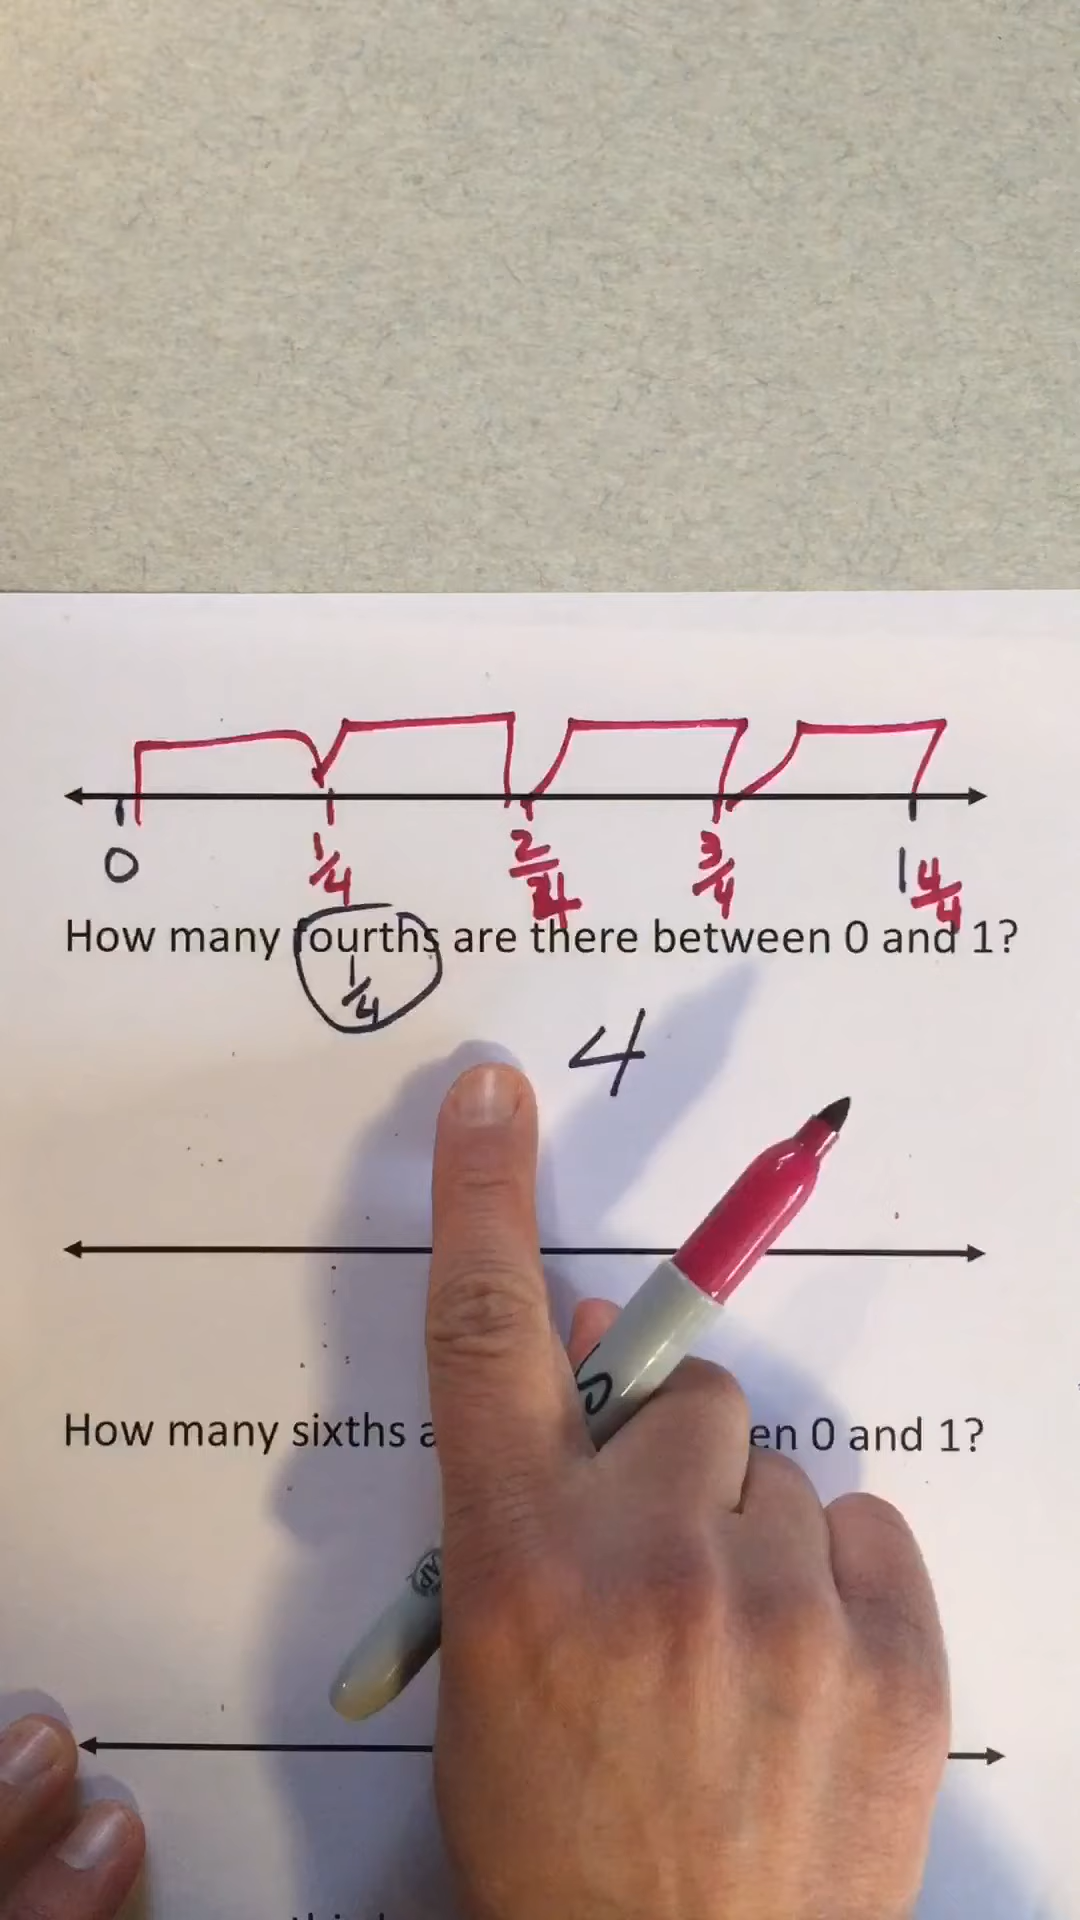 0 1/4 2/4 3/4 1 4/4
How many fourths are there between 0 and 1?
1/4
4
How many sixths a en 0 and 1?
AP